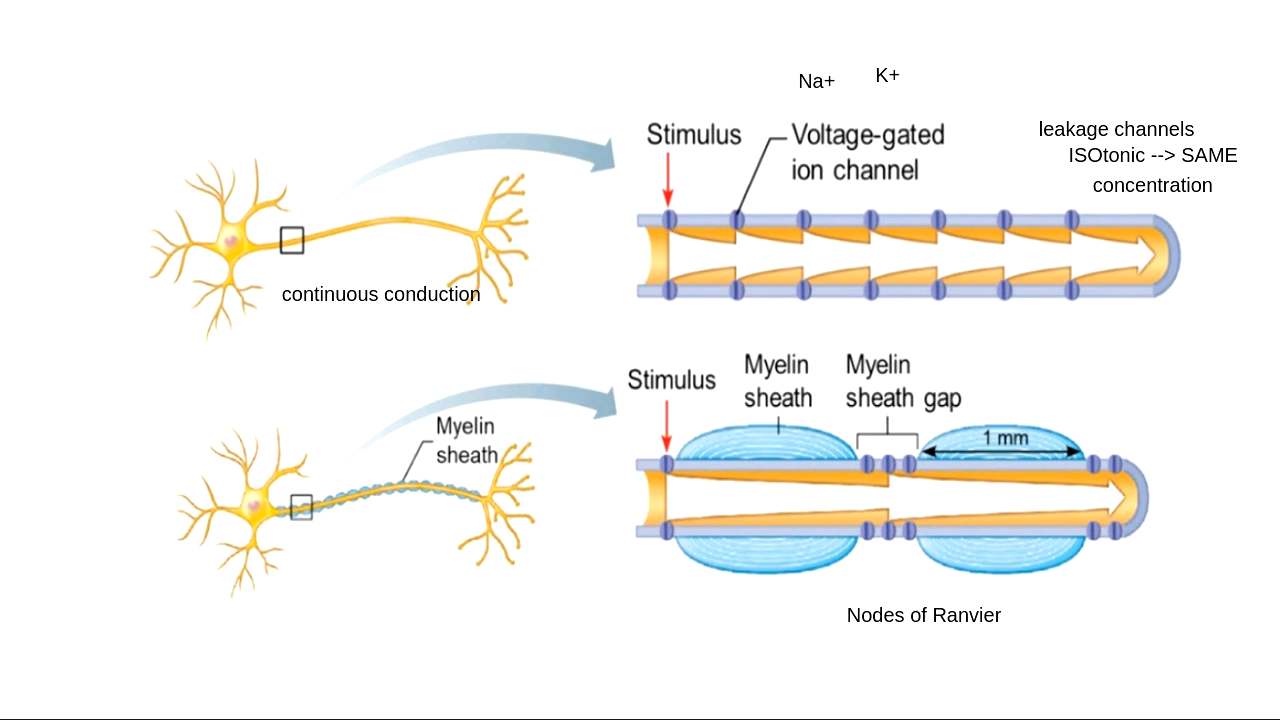 Na+
K+
Stimulus
Voltage-gated
ion channel
leakage channels
ISOtonic --> SAME
concentration
continuous conduction
Stimulus
Myelin
sheath
Myelin
sheath gap
Myelin
sheath
1 mm
Nodes of Ranvier